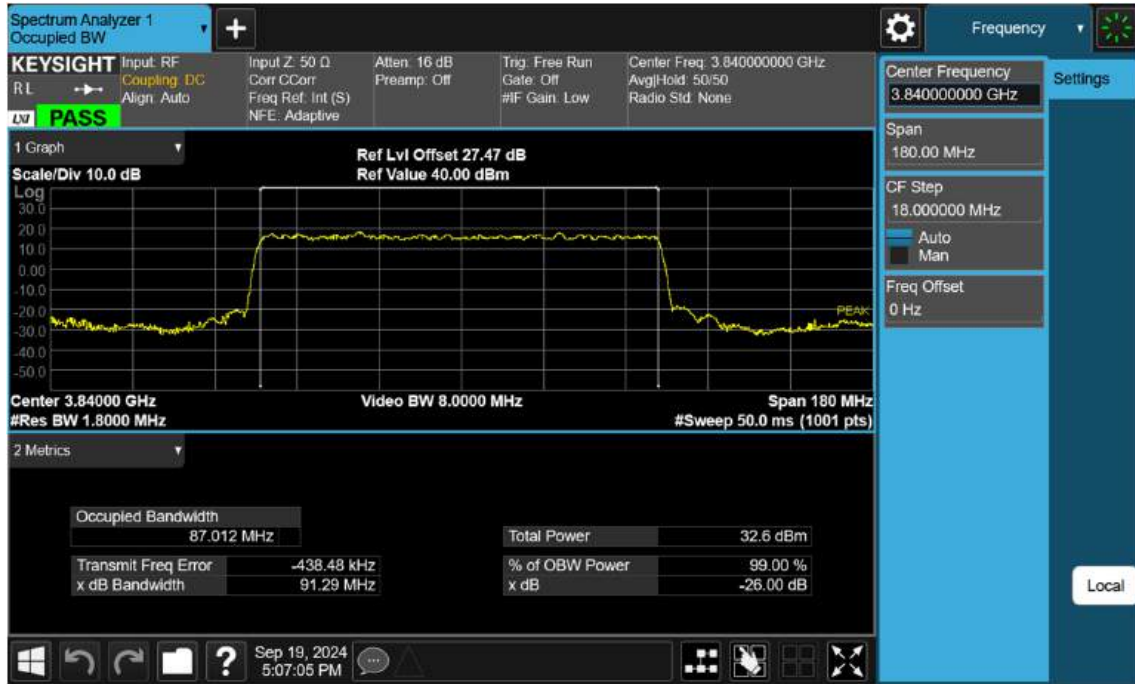 Spectrum Analyzer 1
Occupied BW
Frequency
KEYSIGHT
RL
LXI PASS
Input: RF
Coupling: DC
Align: Auto
Input Z: 50 Ω
Corr CCorr
Freq Ref: Int (S)
NFE: Adaptive
Atten: 16 dB
Preamp: Off
Trig: Free Run
Gate: Off
#IF Gain: Low
Center Freq: 3.840000000 GHz
Avg|Hold: 50/50
Radio Std: None
Center Frequency
3.840000000 GHz
Settings
Span
180.00 MHz
CF Step
18.000000 MHz
Auto
Man
Freq Offset
0 Hz
Local
1 Graph
Scale/Div 10.0 dB
Ref Lvl Offset 27.47 dB
Ref Value 40.00 dBm
Log
30.0
20.0
10.0
0.00
-10.0
-20.0
-30.0
-40.0
-50.0
PEAK
Center 3.84000 GHz
#Res BW 1.8000 MHz
Video BW 8.0000 MHz
Span 180 MHz
#Sweep 50.0 ms (1001 pts)
2 Metrics
Occupied Bandwidth
87.012 MHz
Transmit Freq Error -438.48 kHz
x dB Bandwidth 91.29 MHz
Total Power 32.6 dBm
% of OBW Power 99.00 %
x dB -26.00 dB
?
Sep 19, 2024
5:07:05 PM